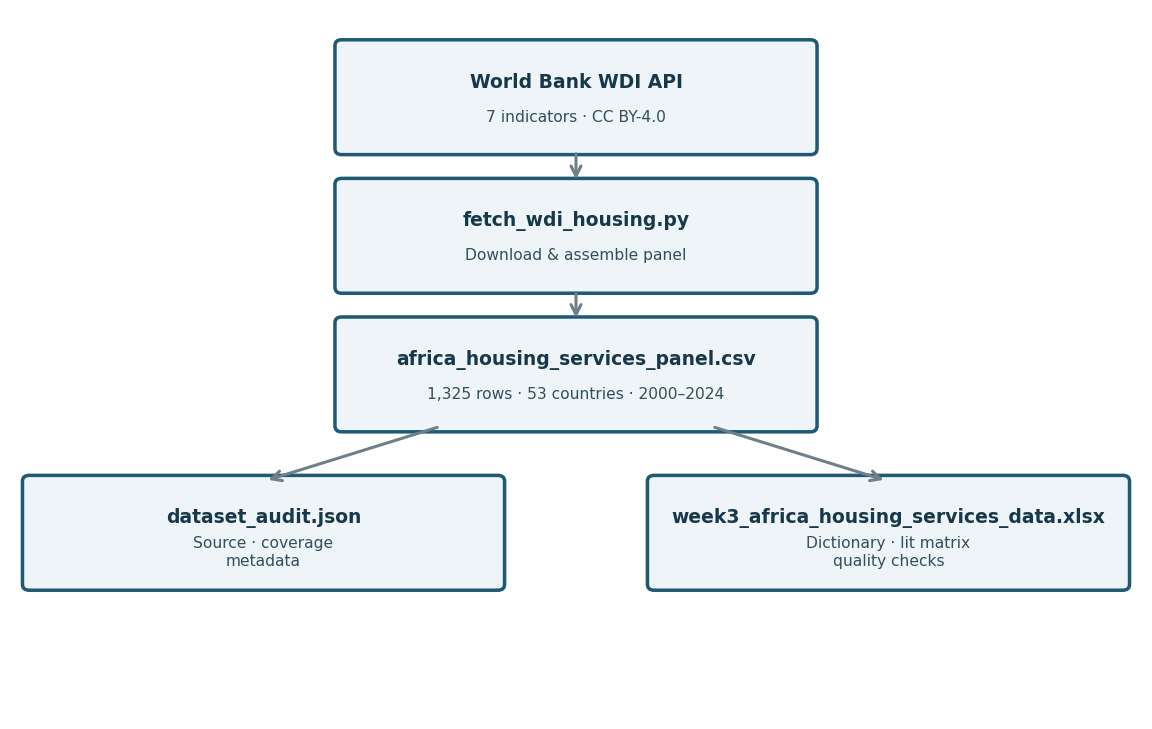 World Bank WDI API
7 indicators · CC BY-4.0
fetch_wdi_housing.py
Download & assemble panel
africa_housing_services_panel.csv
1,325 rows · 53 countries · 2000–2024
dataset_audit.json
Source · coverage
metadata
week3_africa_housing_services_data.xlsx
Dictionary · lit matrix
quality checks